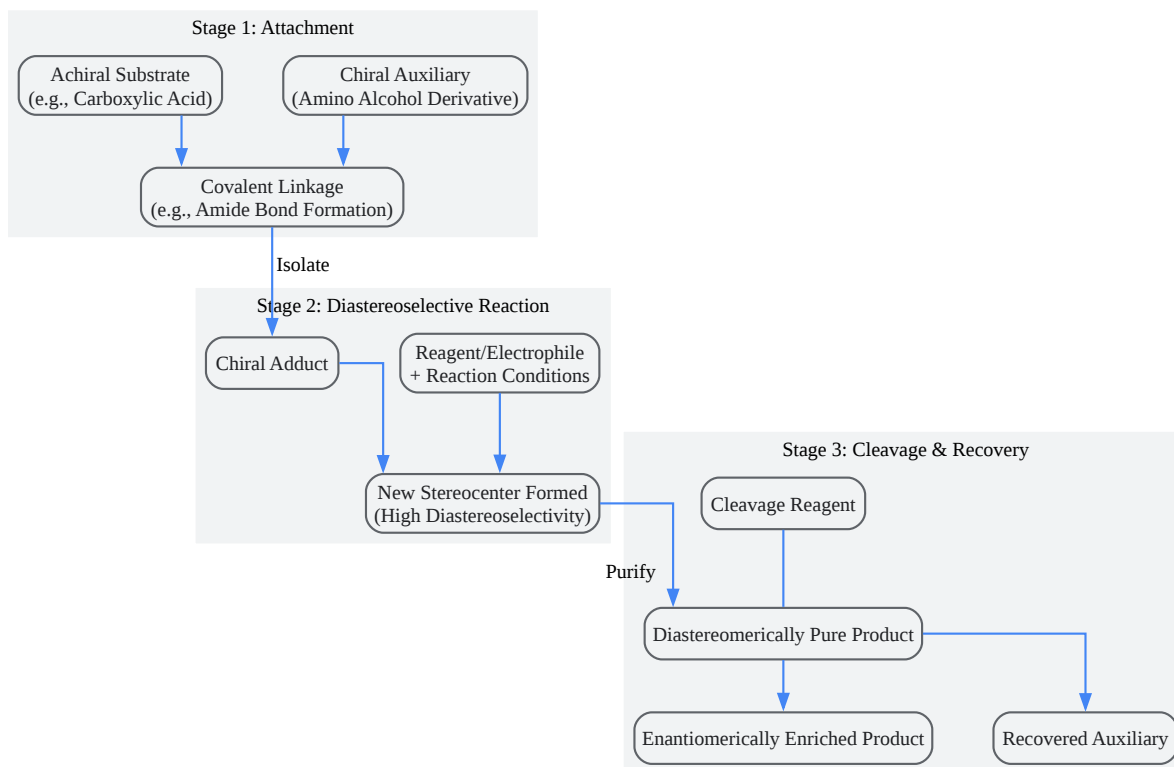 Stage 1: Attachment
Achiral Substrate
(e.g., Carboxylic Acid)
Chiral Auxiliary
(Amino Alcohol Derivative)
Covalent Linkage
(e.g., Amide Bond Formation)
Isolate
Stage 2: Diastereoselective Reaction
Chiral Adduct
Reagent/Electrophile
+ Reaction Conditions
New Stereocenter Formed
(High Diastereoselectivity)
Purify
Stage 3: Cleavage & Recovery
Cleavage Reagent
Diastereomerically Pure Product
Enantiomerically Enriched Product
Recovered Auxiliary